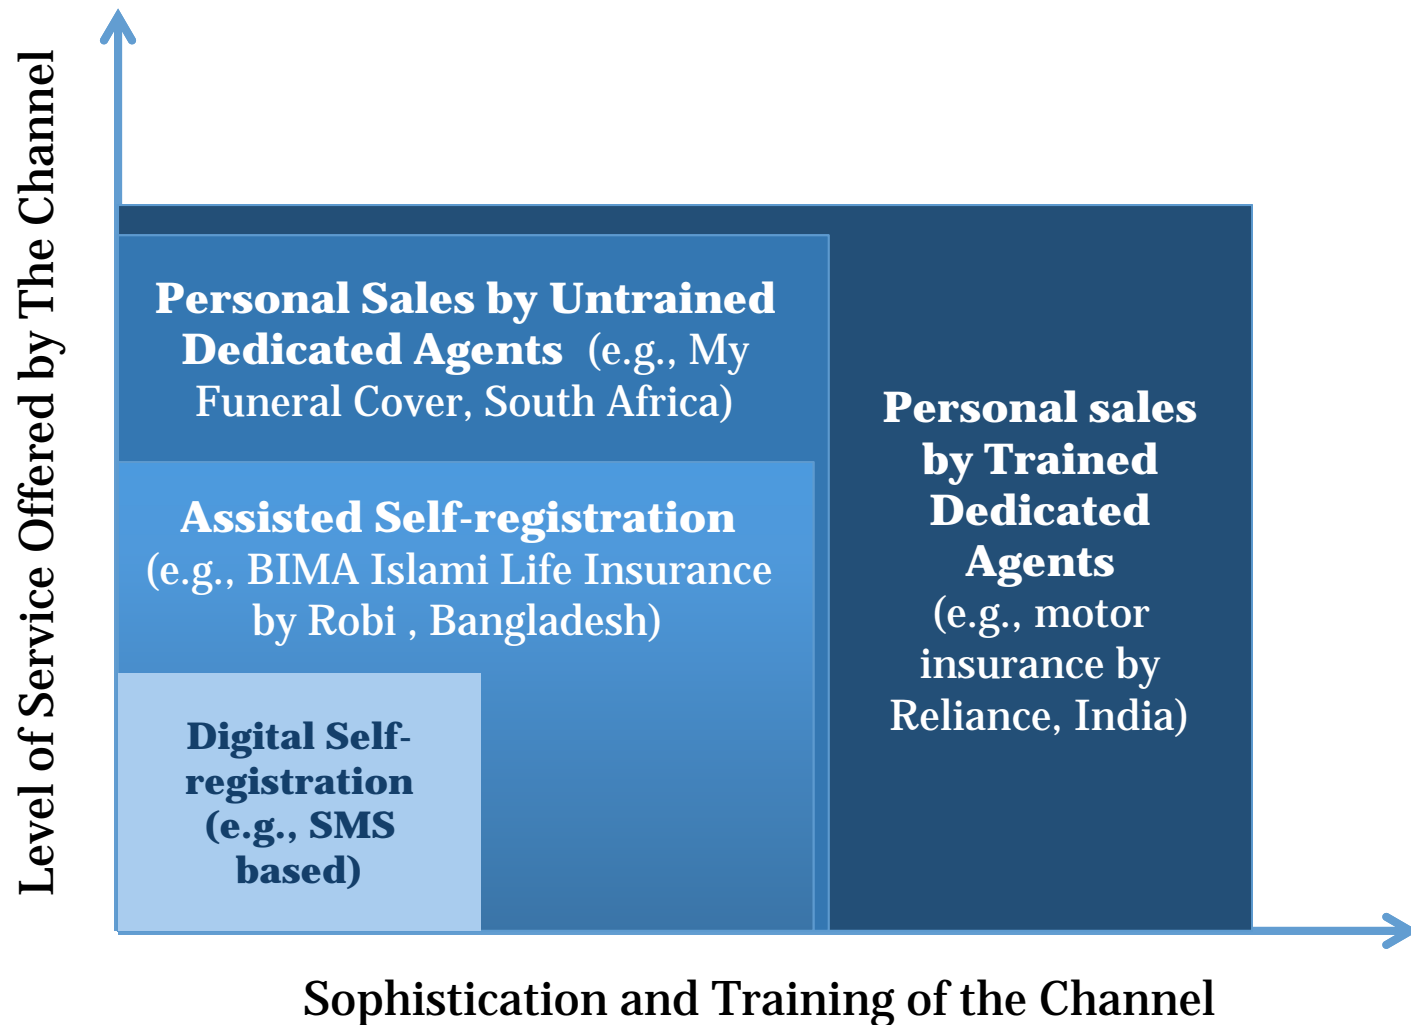 Level of Service Offered by The Channel
Personal Sales by Untrained
Dedicated Agents (e.g., My
Funeral Cover, South Africa)
Assisted Self-registration
(e.g., BIMA Islami Life Insurance
by Robi , Bangladesh)
Digital Self-
registration
(e.g., SMS
based)
Personal sales
by Trained
Dedicated
Agents
(e.g., motor
insurance by
Reliance, India)
Sophistication and Training of the Channel